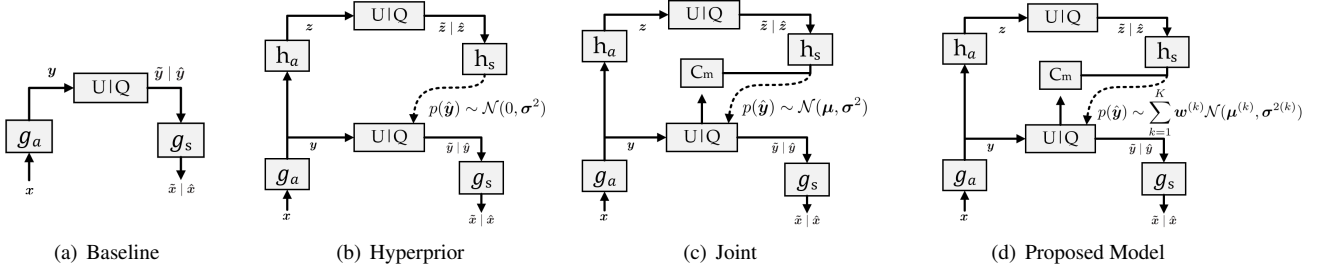 x
g_a
y
U|Q
ỹ | ŷ
g_s
x̃ | x̂
(a) Baseline
z
U|Q
z̃ | ẑ
h_a
h_s
p(ŷ) ∼ N(0, σ²)
y
U|Q
ỹ | ŷ
g_a
g_s
x
x̃ | x̂
(b) Hyperprior
z
U|Q
z̃ | ẑ
h_a
h_s
C_m
p(ŷ) ∼ N(μ, σ²)
y
U|Q
ỹ | ŷ
g_a
g_s
x
x̃ | x̂
(c) Joint
z
U|Q
z̃ | ẑ
h_a
h_s
C_m
p(ŷ) ∼ ∑_{k=1}^{K} w^{(k)} N(μ^{(k)}, σ^{2(k)})
y
U|Q
ỹ | ŷ
g_a
g_s
x
x̃ | x̂
(d) Proposed Model